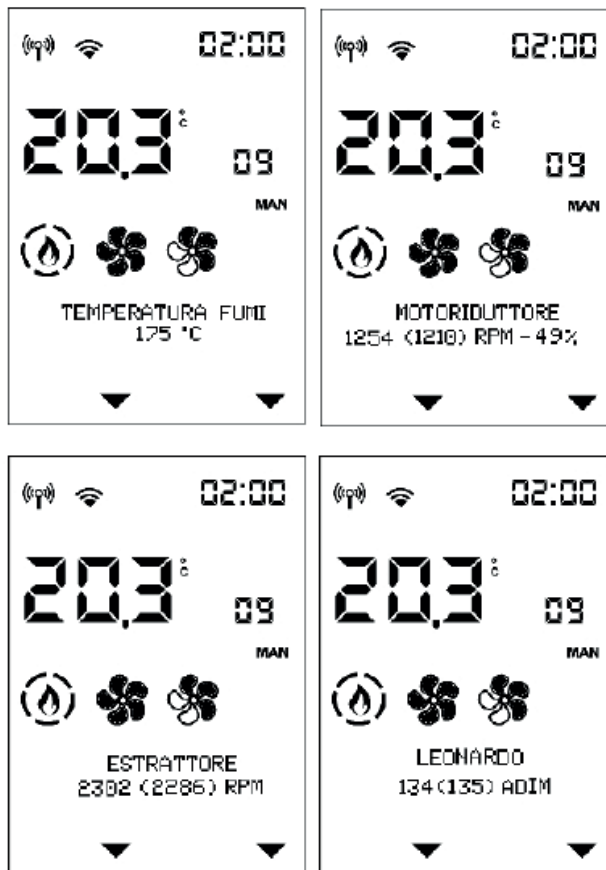 02:00
20.3 °C
09
MAN
TEMPERATURA FUMI
175 °C
02:00
20.3 °C
09
MAN
MOTORIDUTTORE
1254 (1210) RPM - 49%
02:00
20.3 °C
09
MAN
ESTRATTORE
2302 (2286) RPM
02:00
20.3 °C
09
MAN
LEONARDO
134(135) ADIM